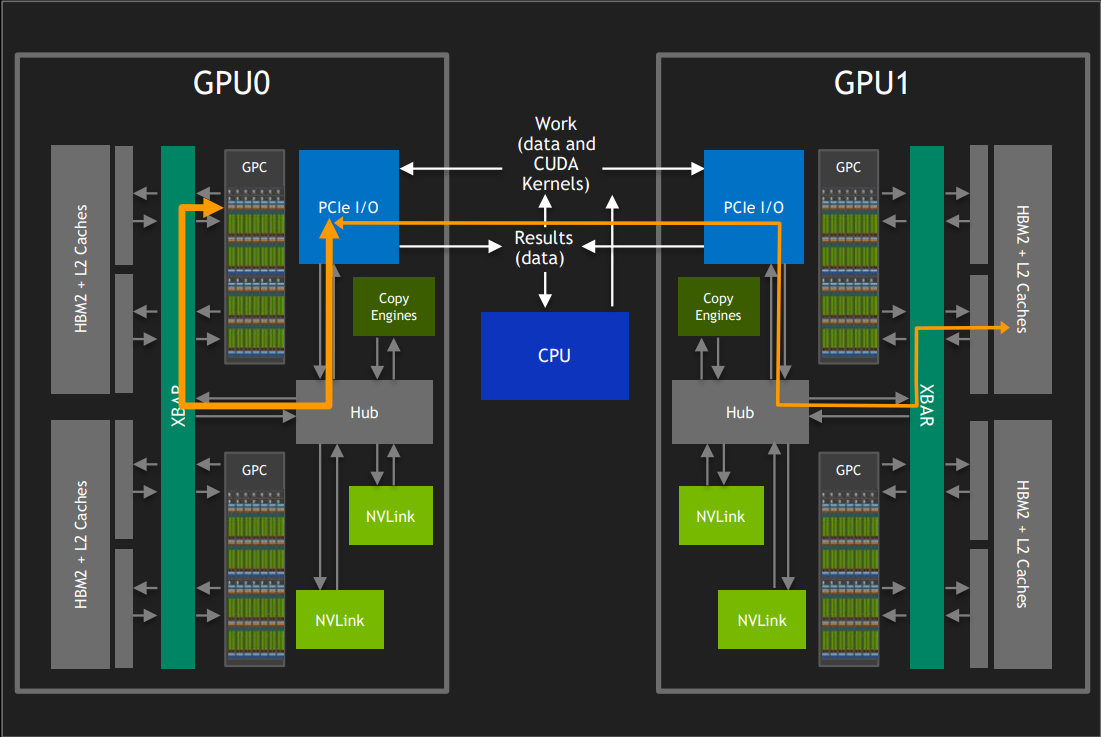 GPU0
GPU1
Work
(data and
CUDA
Kernels)
GPC
GPC
PCIe I/O
PCIe I/O
HBM2 + L2 Caches
HBM2 + L2 Caches
Results
(data)
Copy
Engines
Copy
Engines
CPU
XBAR
Hub
Hub
XBAR
GPC
GPC
HBM2 + L2 Caches
NVLink
NVLink
HBM2 + L2 Caches
NVLink
NVLink